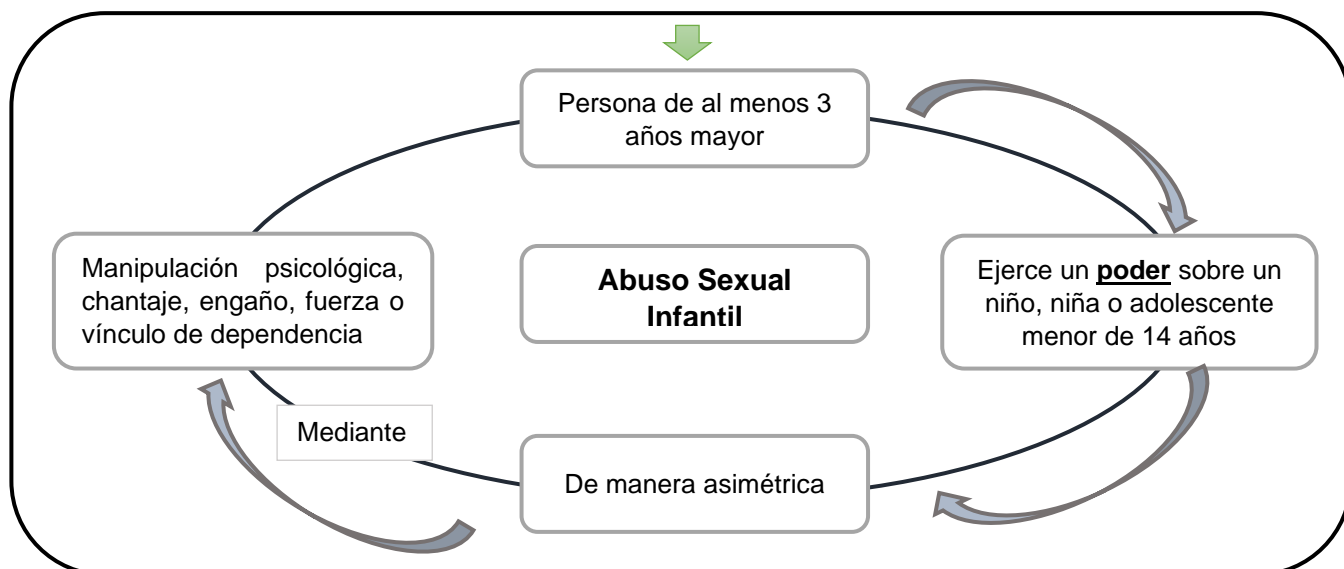 Persona de al menos 3
años mayor
Manipulación psicológica,
chantaje, engaño, fuerza o
vínculo de dependencia
Abuso Sexual
Infantil
Ejerce un poder sobre un
niño, niña o adolescente
menor de 14 años
Mediante
De manera asimétrica